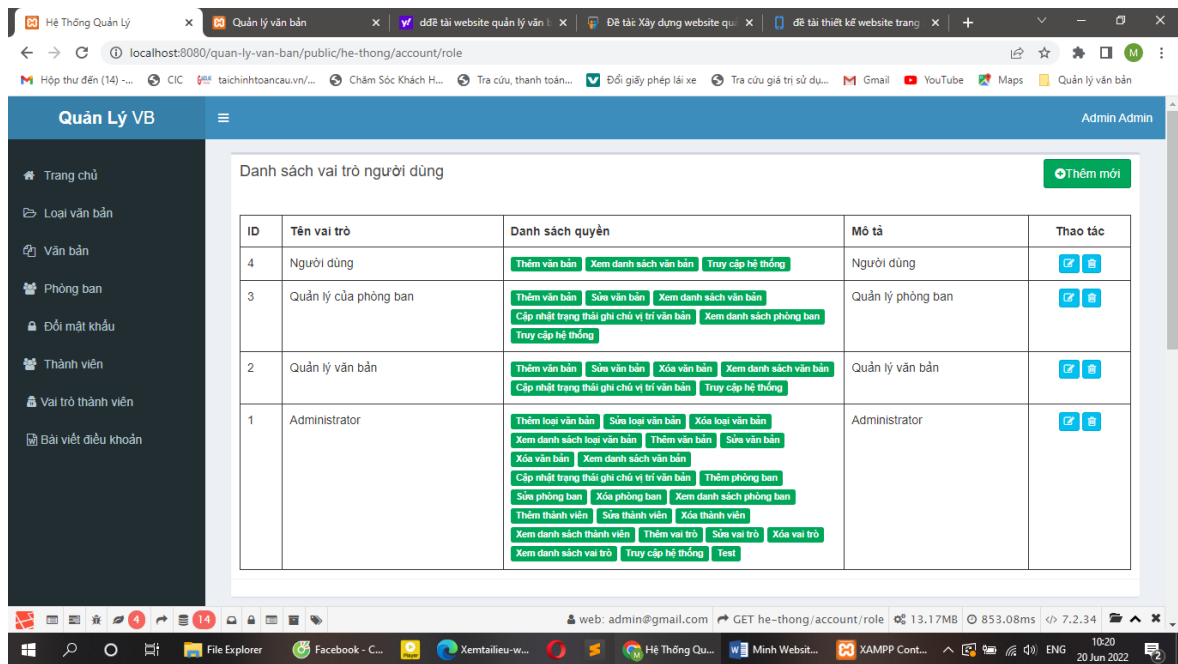 Hệ Thống Quản Lý
Quản lý văn bản
dđề tài website quản lý văn b
Đề tài: Xây dựng website quả
đề tài thiết kế website trang
localhost:8080/quan-ly-van-ban/public/he-thong/account/role
M
Hộp thư đến (14) -...
CIC
taichinhtoancau.vn/...
Chăm Sóc Khách H...
Tra cứu, thanh toán...
Đổi giấy phép lái xe
Tra cứu giá trị sử dụ...
Gmail
YouTube
Maps
Quản lý văn bản
Quản Lý VB
Admin Admin
Trang chủ
Loại văn bản
Văn bản
Phòng ban
Đổi mật khẩu
Thành viên
Vai trò thành viên
Bài viết điều khoản
Danh sách vai trò người dùng
Thêm mới
ID Tên vai trò Danh sách quyền Mô tả Thao tác
4 Người dùng Thêm văn bản Xem danh sách văn bản Truy cập hệ thống Người dùng
3 Quản lý của phòng ban Thêm văn bản Sửa văn bản Xem danh sách văn bản Quản lý phòng ban
Cập nhật trạng thái ghi chú vị trí văn bản Xem danh sách phòng ban
Truy cập hệ thống
2 Quản lý văn bản Thêm văn bản Sửa văn bản Xóa văn bản Xem danh sách văn bản Quản lý văn bản
Cập nhật trạng thái ghi chú vị trí văn bản Truy cập hệ thống
1 Administrator Thêm loại văn bản Sửa loại văn bản Xóa loại văn bản Administrator
Xem danh sách loại văn bản Thêm văn bản Sửa văn bản
Xóa văn bản Xem danh sách văn bản
Cập nhật trạng thái ghi chú vị trí văn bản Thêm phòng ban
Sửa phòng ban Xóa phòng ban Xem danh sách phòng ban
Thêm thành viên Sửa thành viên Xóa thành viên
Xem danh sách thành viên Thêm vai trò Sửa vai trò Xóa vai trò
Xem danh sách vai trò Truy cập hệ thống Test
4 14 web: admin@gmail.com GET he-thong/account/role 13.17MB 853.08ms </> 7.2.34
File Explorer
Facebook - C...
Xemtailieu-w...
Hệ Thống Qu...
Minh Websit...
XAMPP Cont...
ENG
10:20
20 Jun 2022
2